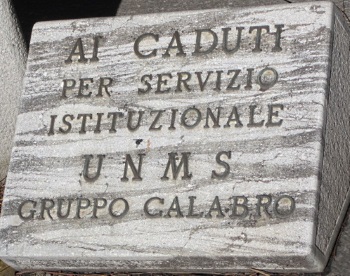 AI CADUTI
PER SERVIZIO
ISTITUZIONALE
U N M S
GRUPPO CALABRO